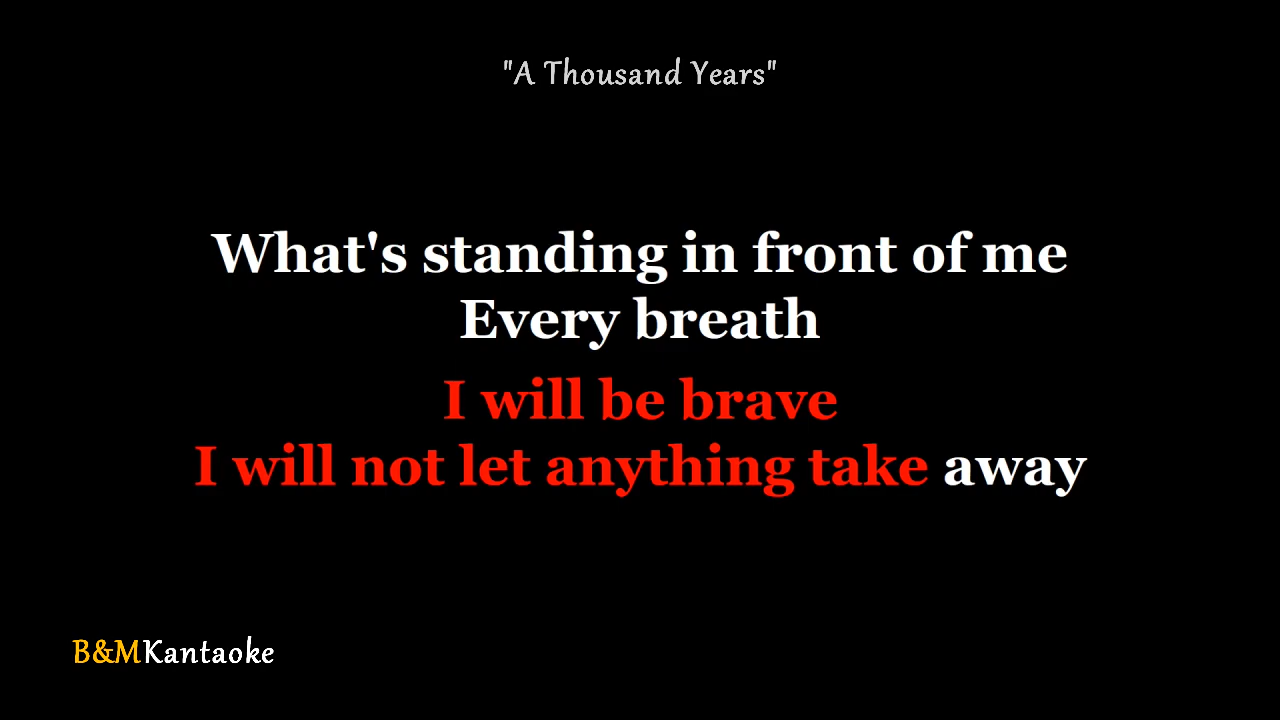 "A Thousand Years"
What's standing in front of me
Every breath
I will be brave
I will not let anything take away
B&MKantaoke